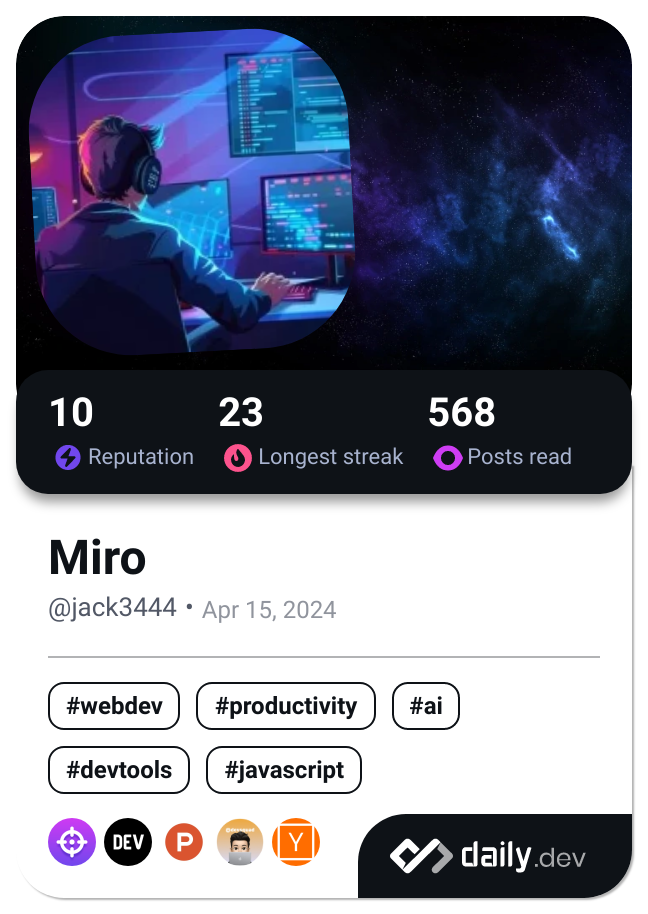 10 23 568
Reputation Longest streak Posts read
Miro
@jack3444 • Apr 15, 2024
#webdev #productivity #ai
#devtools #javascript
DEV P Y
daily.dev